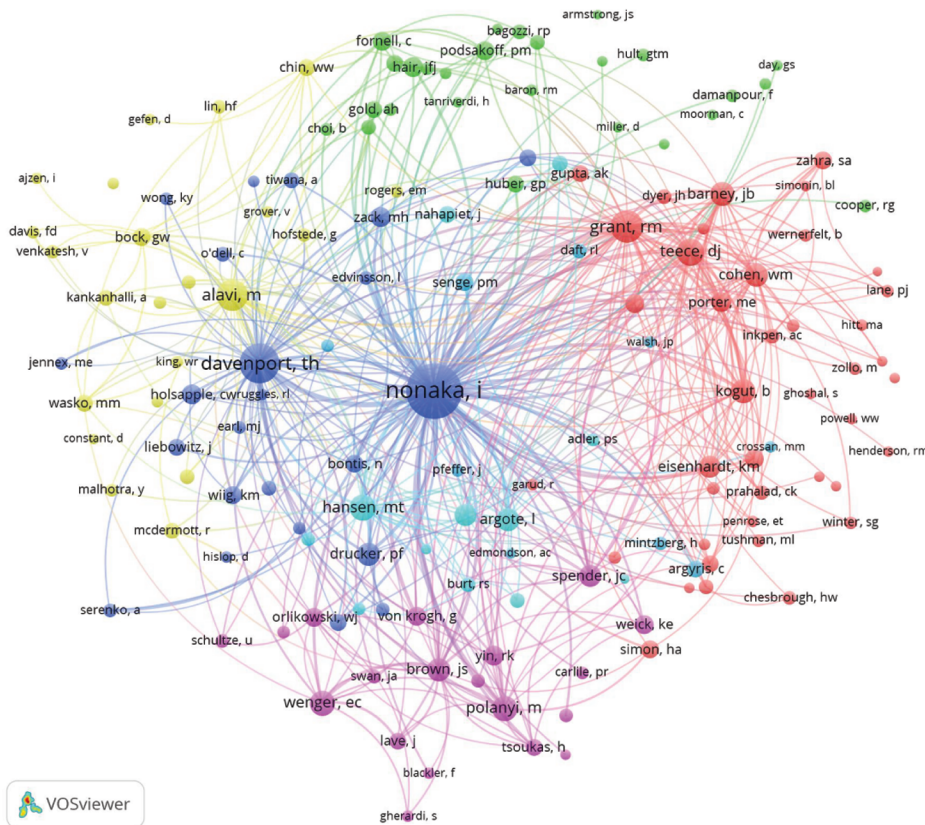 armstrong, js
bagozzi, rp
fornell, c
podsakoff, pm
hult, gtm
chin, ww
hair, jfj
day, gs
baron, rm
damanpour, f
lin, hf
tanriverdi, h
gold, ah
gefen, d
moorman, c
choi, b
miller, d
zahra, sa
ajzen, i
tiwana, a
gupta, ak
wong, ky
rogers, em
huber, gp
dyer, jh
barney, jb
simonin, bl
cooper, rg
grover, v
zack, mh
nahapiet, j
grant, rm
davis, fd
bock, gw
hofstede, g
wernerfelt, b
venkatesh, v
o'dell, c
daft, rl
teece, dj
edvinsson, l
senge, pm
cohen, wm
kankanhalli, a
alavi, m
porter, me
lane, pj
hitt, ma
inkpen, ac
walsh, jp
jennex, me
king, wr
davenport, th
zollo, m
nonaka, i
kogut, b
ghoshal, s
holsapple, cw
ruggles, rl
wasko, mm
powell, ww
earl, mj
constant, d
adler, ps
crossan, mm
henderson, rm
liebowitz, j
bontis, n
pfeffer, j
eisenhardt, km
garud, r
malhotra, y
wiig, km
prahalad, ck
hansen, mt
argote, l
penrose, et
winter, sg
mcdermott, r
tushman, ml
mintzberg, h
hislop, d
drucker, pf
edmondson, ac
argyris, c
spender, jc
burt, rs
chesbrough, hw
serenko, a
orlikowski, wj
von krogh, g
weick, ke
schultze, u
simon, ha
yin, rk
brown, js
carlile, pr
swan, ja
wenger, ec
polanyi, m
lave, j
tsoukas, h
blackler, f
VOSviewer
gherardi, s